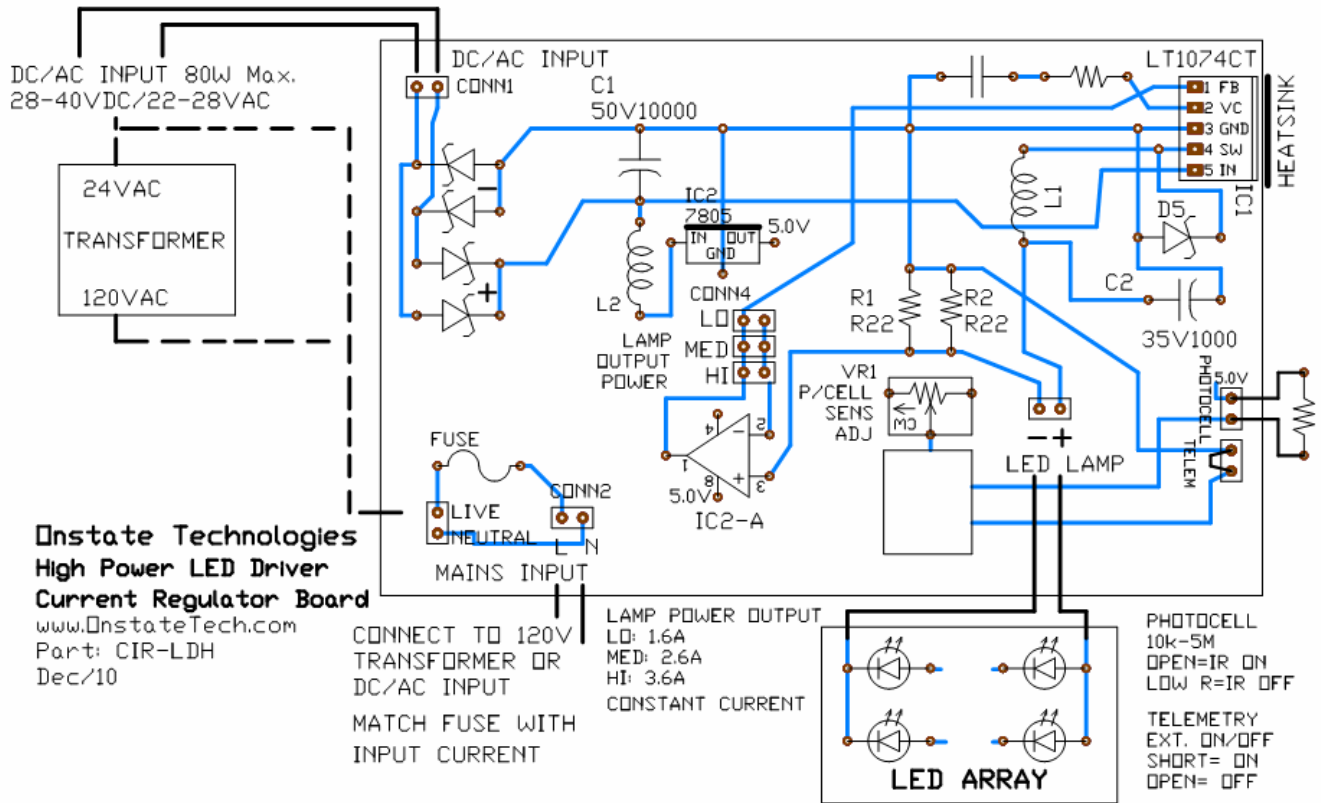 DC/AC INPUT 80W Max.
28-40VDC/22-28VAC
24VAC
TRANSFORMER
120VAC
DC/AC INPUT
CONN1
C1
50V10000
-
+
IC2
7805
IN OUT
GND
5.0V
L2
CONN4
LO
MED
HI
LAMP
OUTPUT
POWER
LT1074CT
1 FB
2 VC
3 GND
4 SW
5 IN
IC1
HEATSINK
L1
D5
C2
35V1000
R1
R22
R2
R22
VR1
P/CELL
SENS
ADJ
CW
4
2
-
1
+
3
8
5.0V
IC2-A
- +
LED LAMP
PHOTOCELL
5.0V
TELEM
FUSE
CONN2
LIVE
NEUTRAL
L N
MAINS INPUT
Onstate Technologies
High Power LED Driver
Current Regulator Board
www.OnstateTech.com
Part: CIR-LDH
Dec/10
CONNECT TO 120V
TRANSFORMER OR
DC/AC INPUT
MATCH FUSE WITH
INPUT CURRENT
LAMP POWER OUTPUT
LO: 1.6A
MED: 2.6A
HI: 3.6A
CONSTANT CURRENT
LED ARRAY
PHOTOCELL
10k-5M
OPEN=IR ON
LOW R=IR OFF
TELEMETRY
EXT. ON/OFF
SHORT= ON
OPEN= OFF